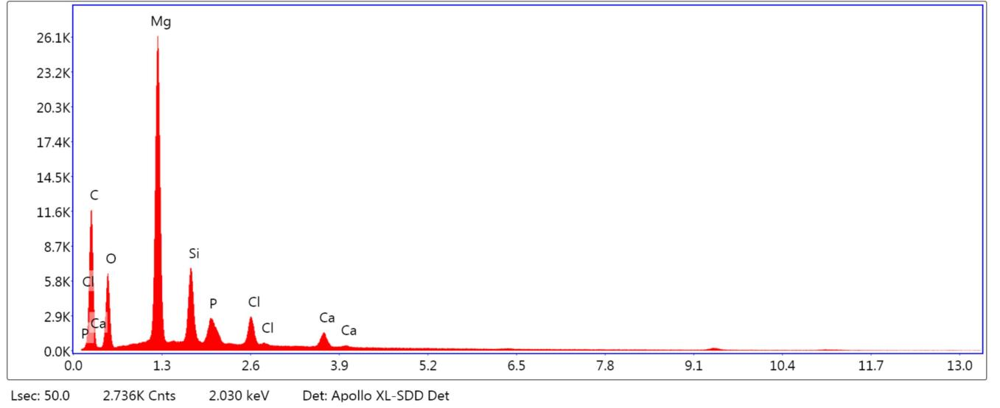 Mg
26.1K
23.2K
20.3K
17.4K
14.5K
C
11.6K
8.7K
Si
O
5.8K
Cl
P
Cl
2.9K
Ca
Ca
Cl
Ca
P
0.0K
0.0 1.3 2.6 3.9 5.2 6.5 7.8 9.1 10.4 11.7 13.0
Lsec: 50.0 2.736K Cnts 2.030 keV Det: Apollo XL-SDD Det